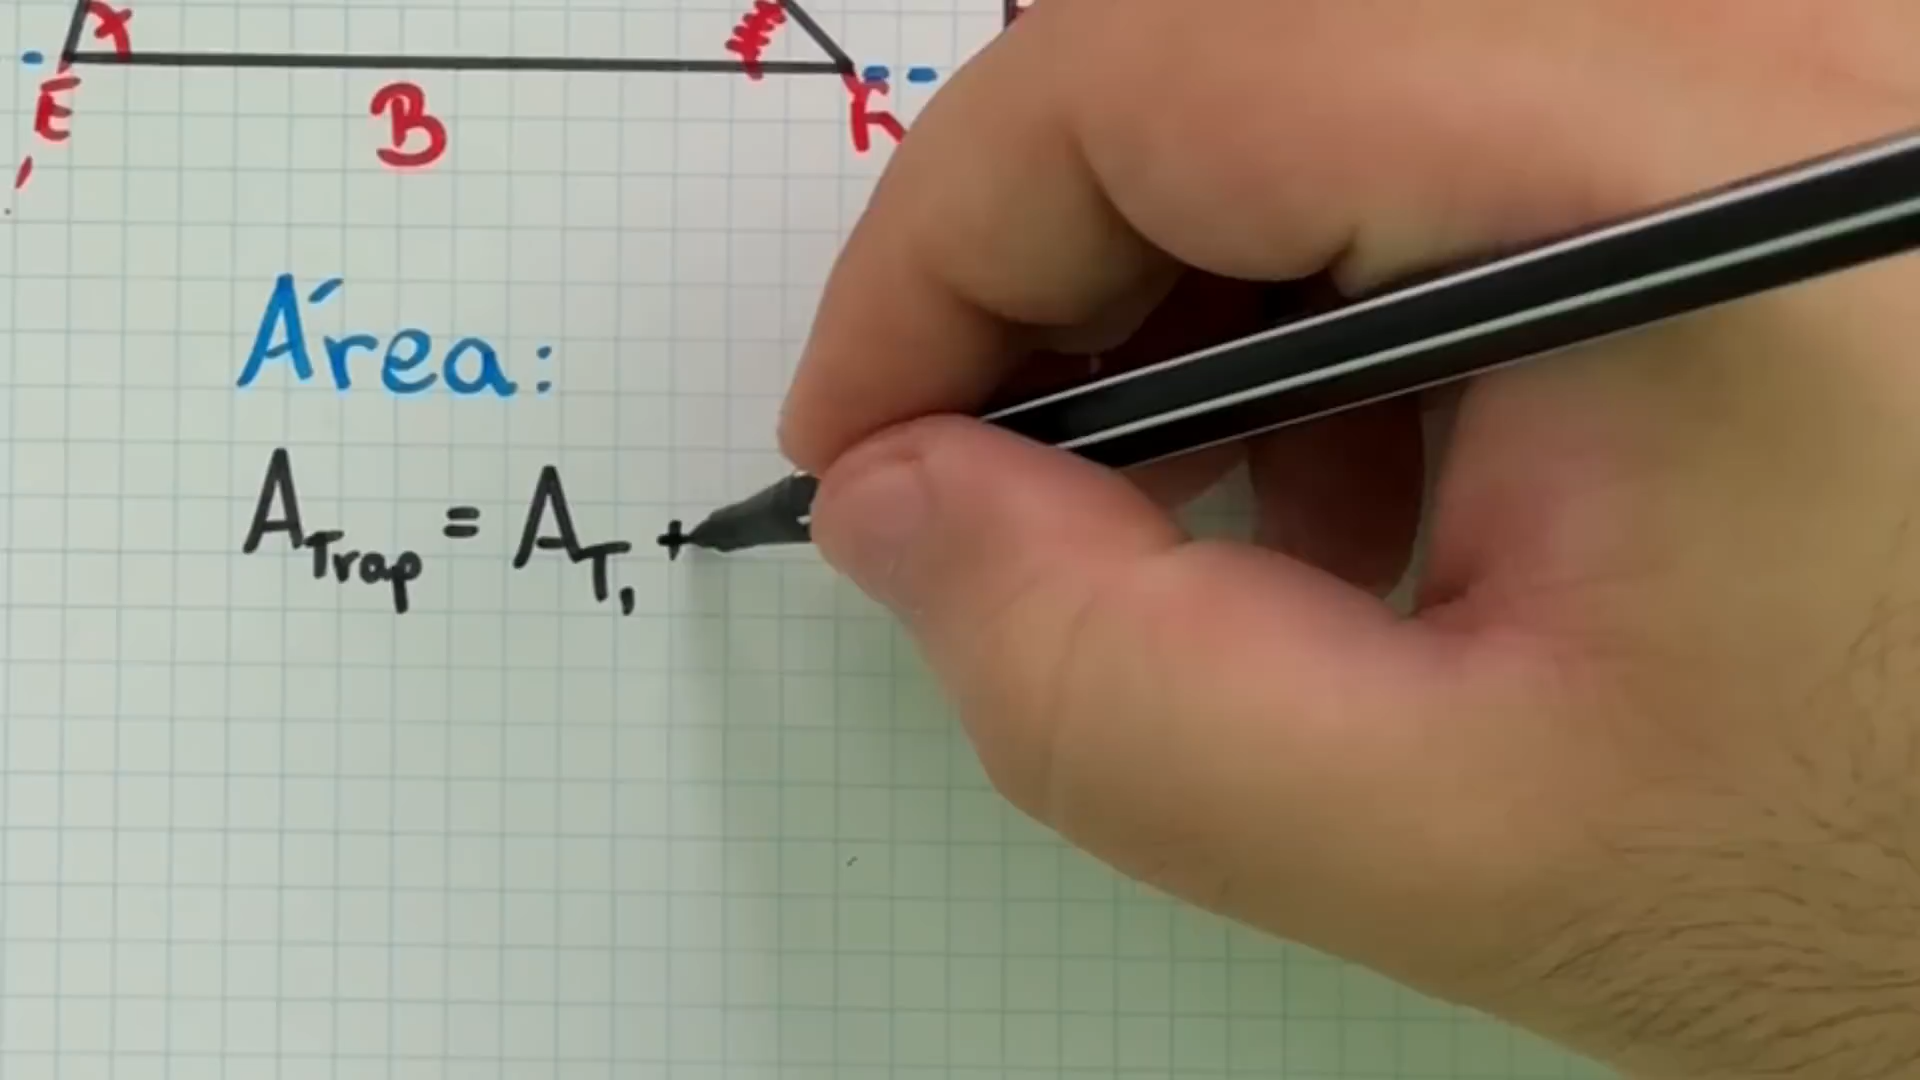 E
B
Área:
A_Trap = A_T₁ +